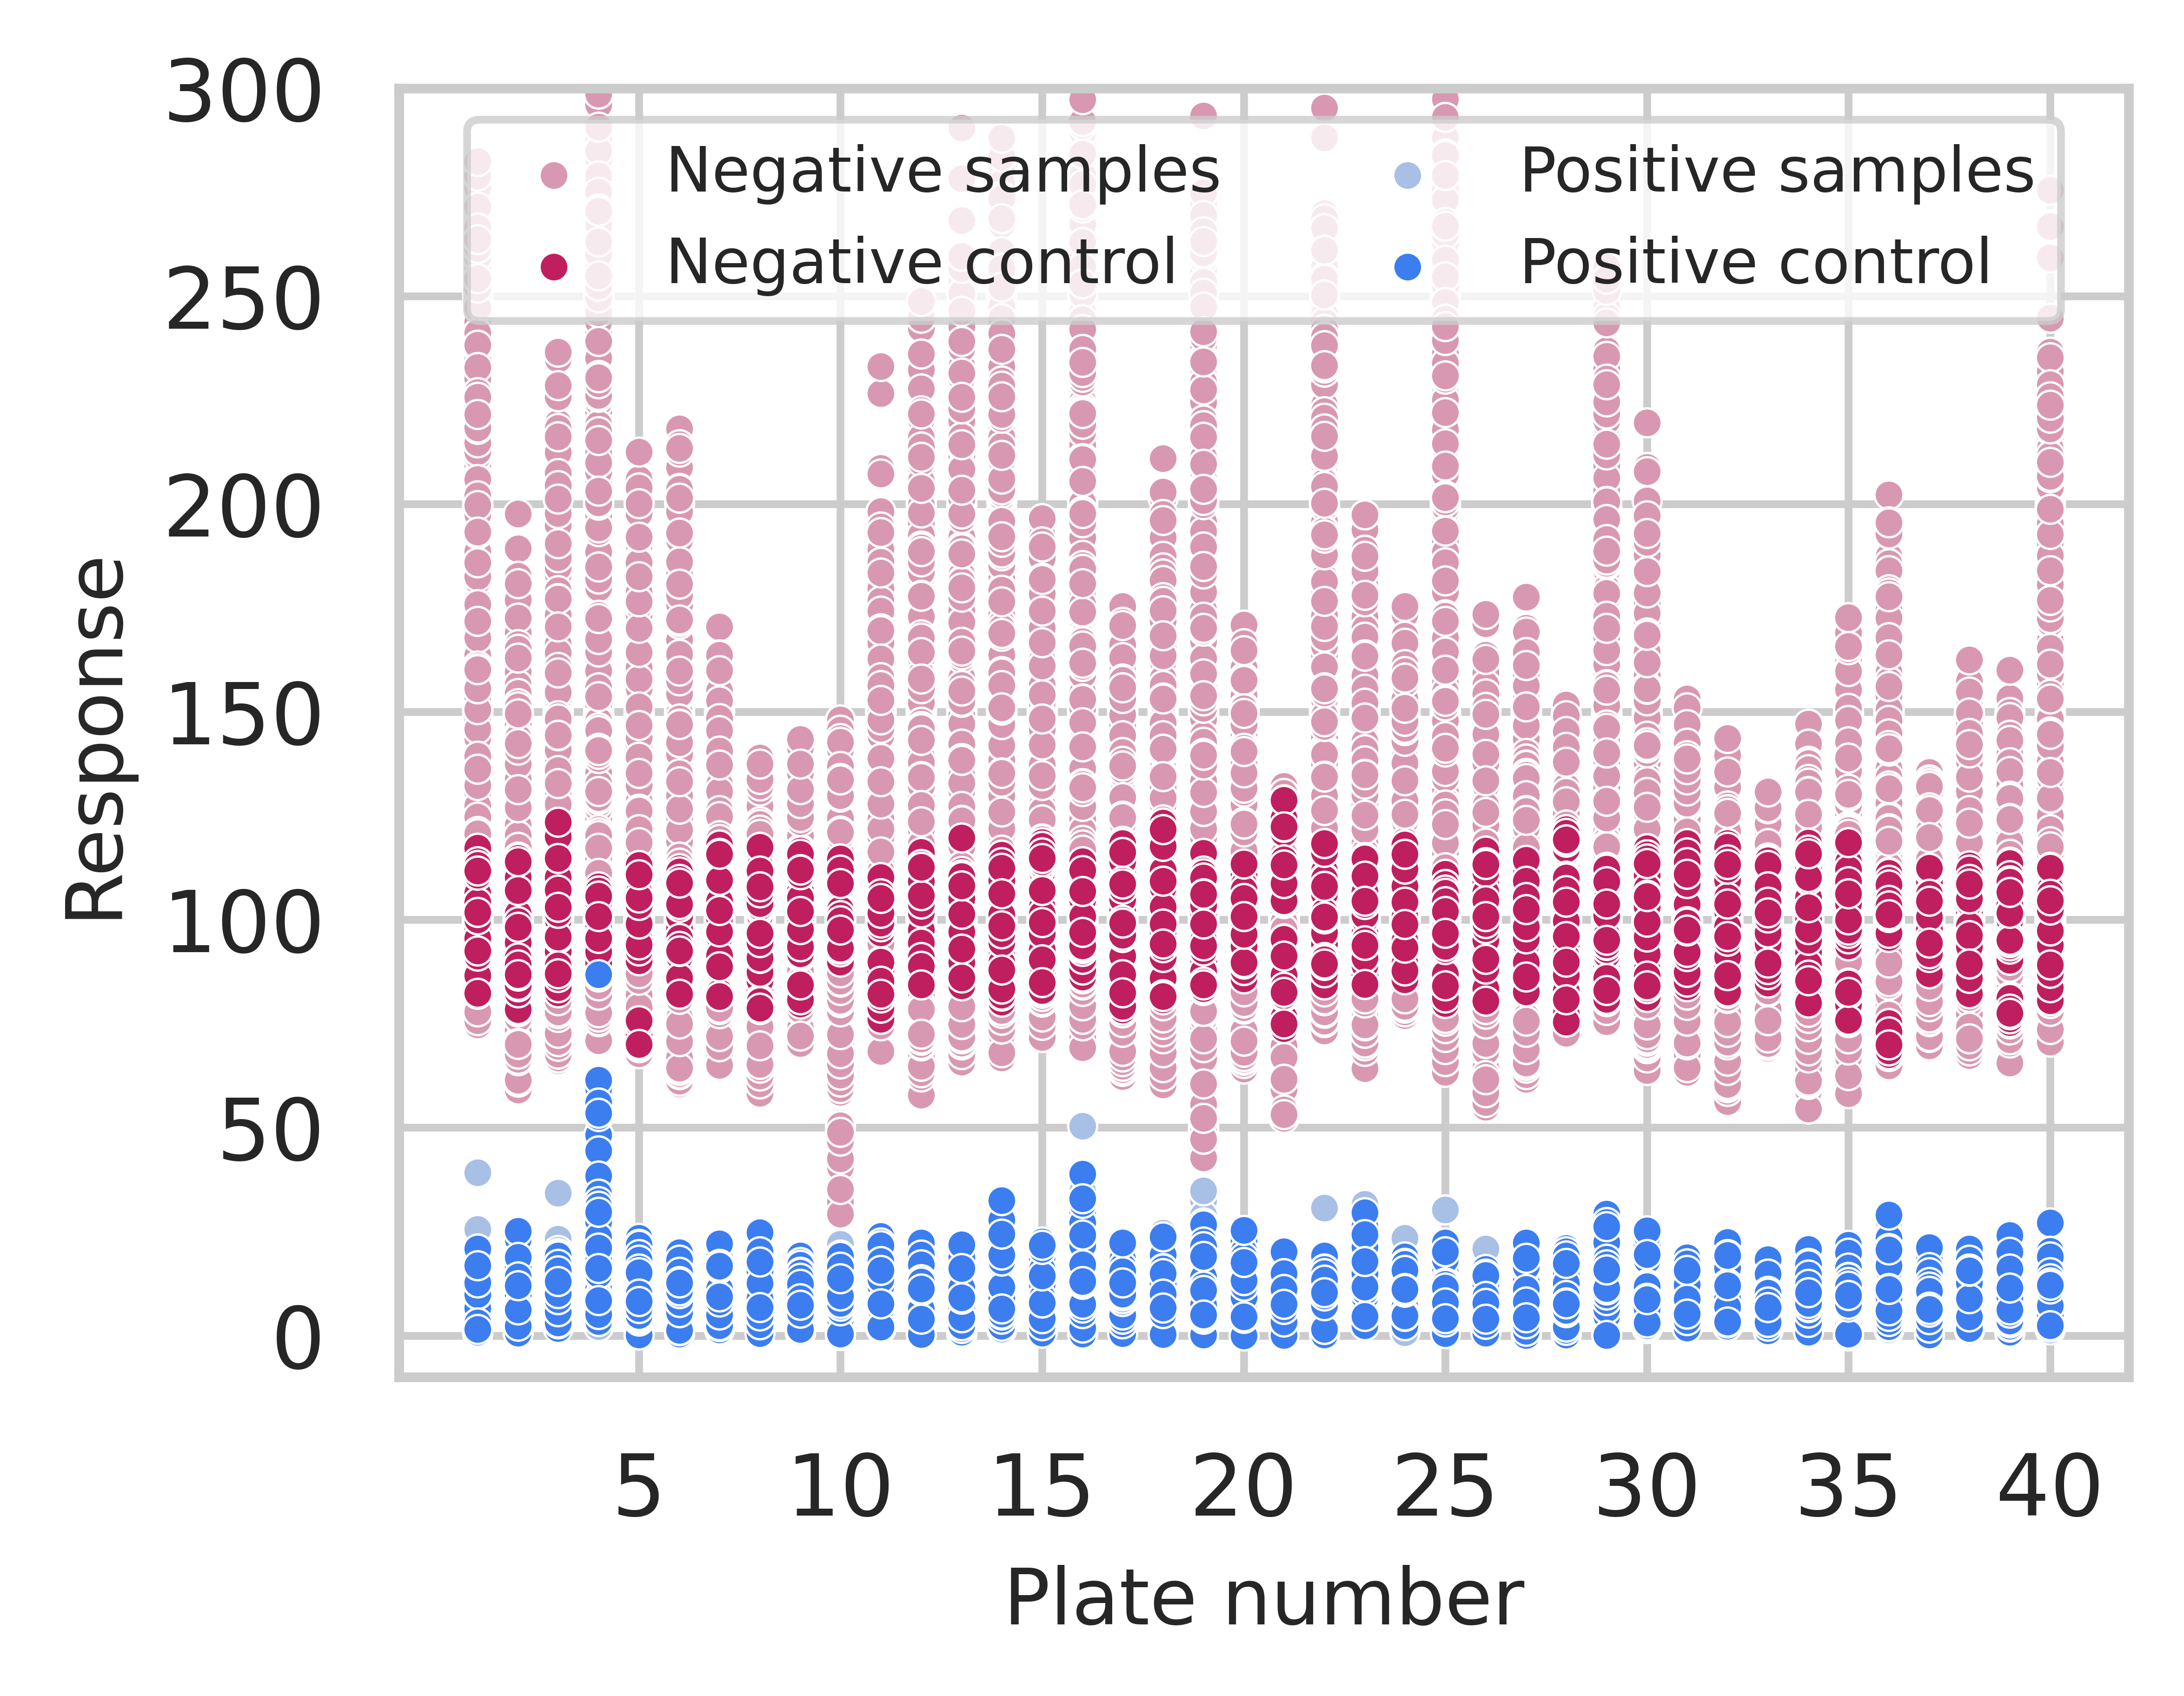 300
250
200
150
100
50
0
Response
Negative samples
Negative control
Positive samples
Positive control
5 10 15 20 25 30 35 40
Plate number